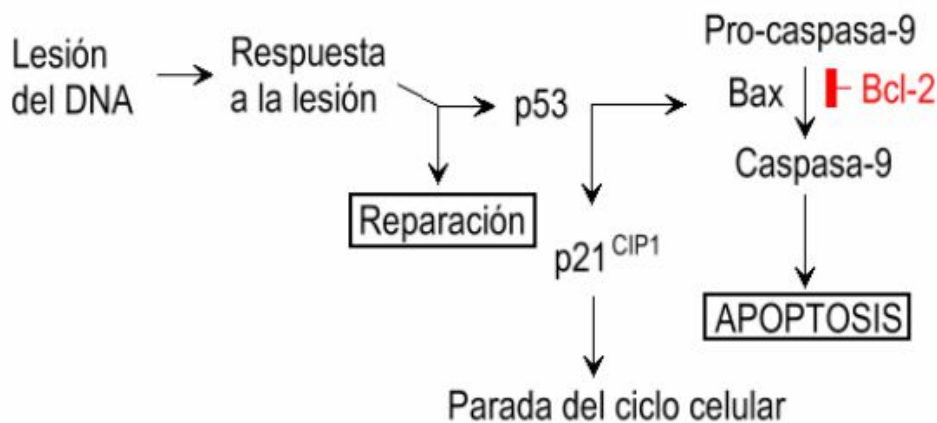 Lesión
del DNA
Respuesta
a la lesión
p53
Reparación
p21 CIP1
Parada del ciclo celular
Pro-caspasa-9
Bax
Bcl-2
Caspasa-9
APOPTOSIS